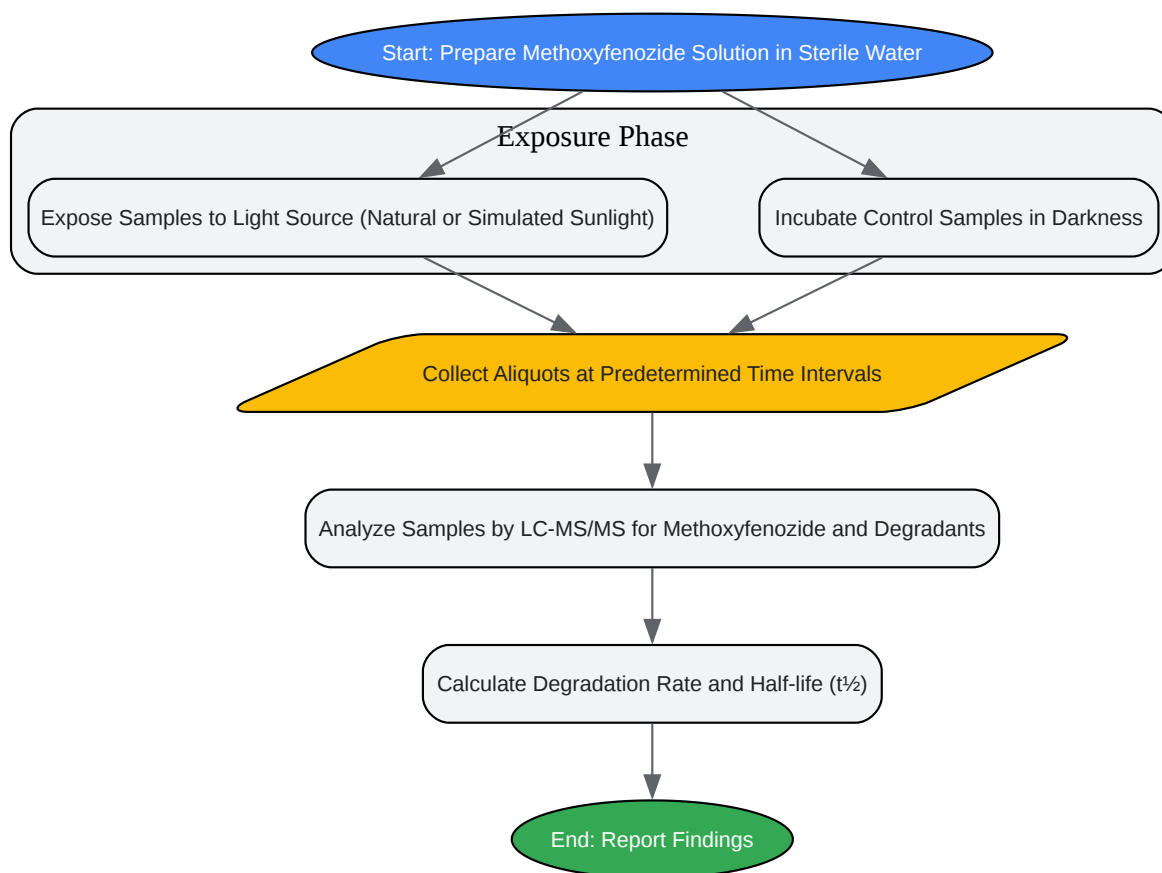 Start: Prepare Methoxyfenozide Solution in Sterile Water
Exposure Phase
Expose Samples to Light Source (Natural or Simulated Sunlight)
Incubate Control Samples in Darkness
Collect Aliquots at Predetermined Time Intervals
Analyze Samples by LC-MS/MS for Methoxyfenozide and Degradants
Calculate Degradation Rate and Half-life (t½)
End: Report Findings